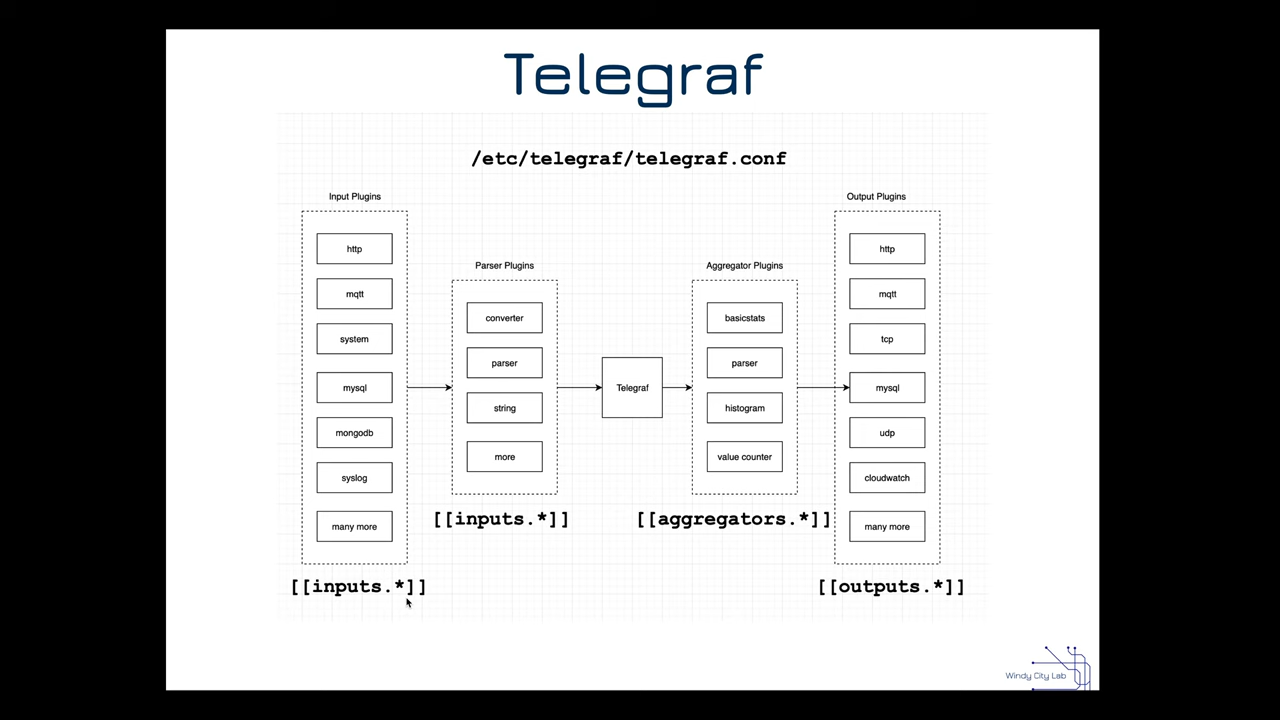 Telegraf
/etc/telegraf/telegraf.conf
Input Plugins
http
mqtt
system
mysql
mongodb
syslog
many more
[[inputs.*]]
Parser Plugins
converter
parser
string
more
[[inputs.*]]
Telegraf
Aggregator Plugins
basicstats
parser
histogram
value counter
[[aggregators.*]]
Output Plugins
http
mqtt
tcp
mysql
udp
cloudwatch
many more
[[outputs.*]]
Windy City Lab